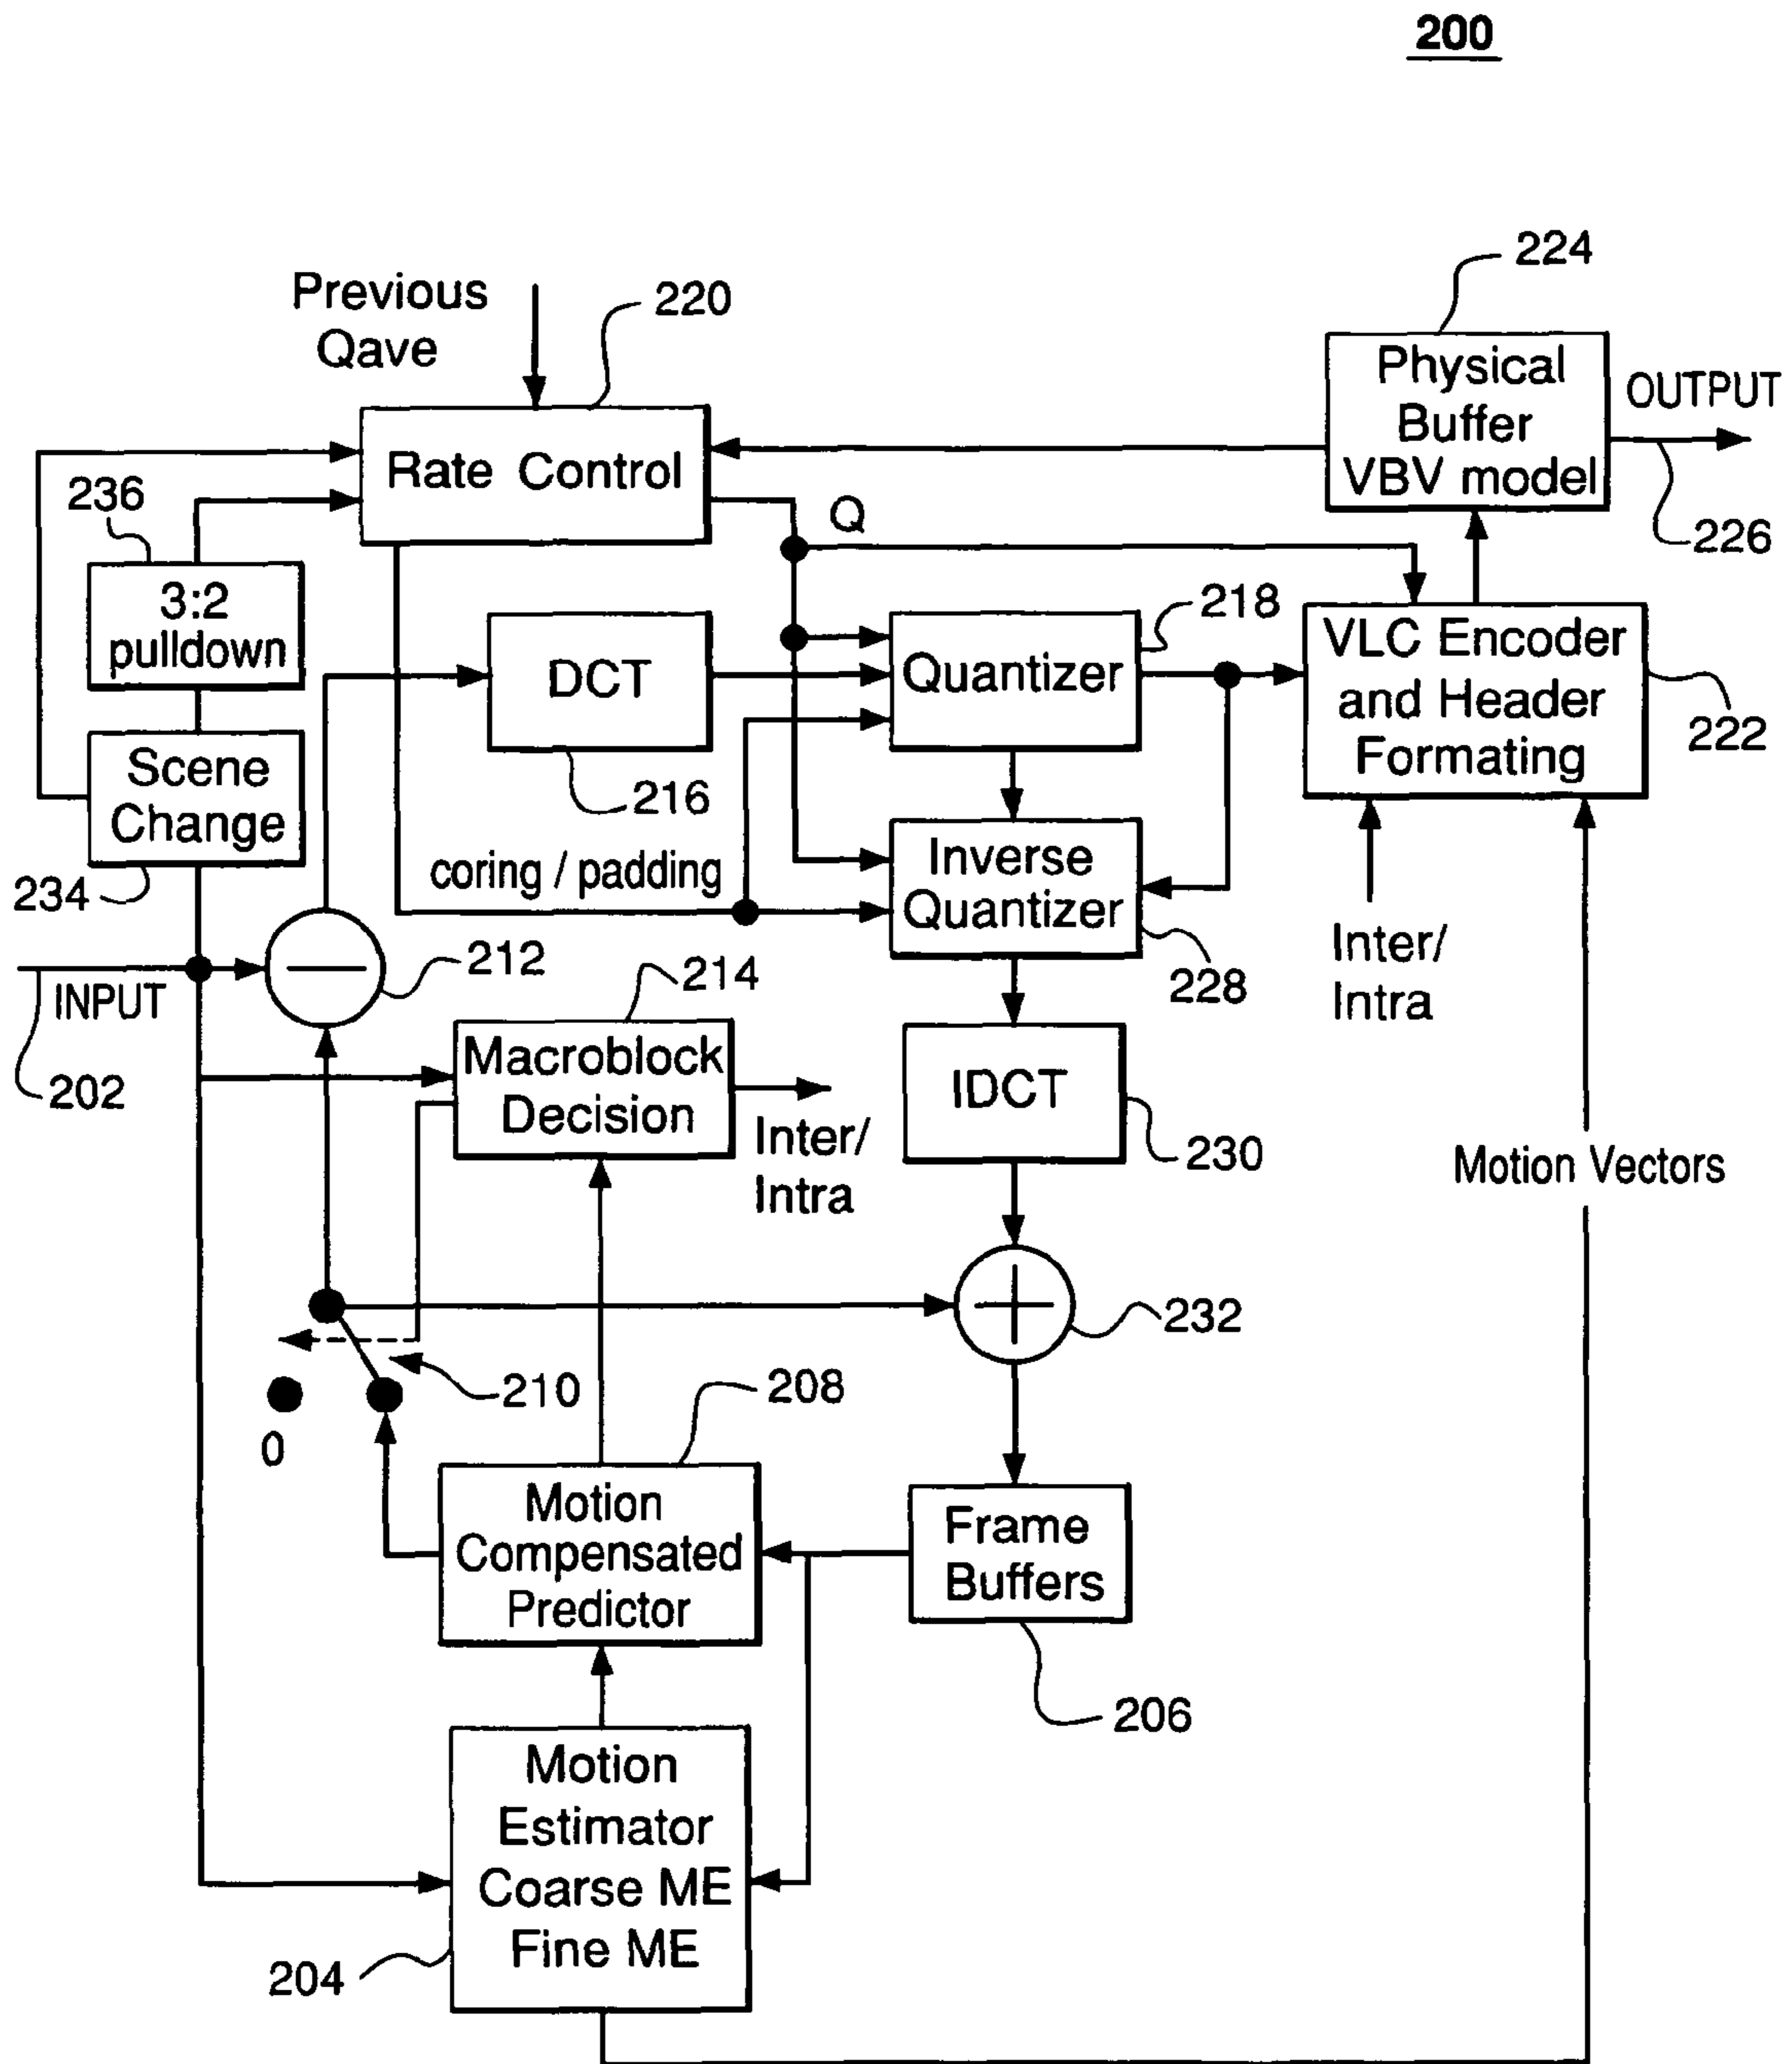 200
224
Previous
Qave
220
Physical
Buffer
VBV model
OUTPUT
226
Rate Control
236
Q
3:2
pulldown
DCT
216
Quantizer
218
VLC Encoder
and Header
Formating
222
Scene
Change
234
coring / padding
Inverse
Quantizer
228
Inter/
Intra
INPUT
202
212
214
Macroblock
Decision
Inter/
Intra
IDCT
230
Motion Vectors
232
210
0
208
Motion
Compensated
Predictor
Frame
Buffers
206
Motion
Estimator
Coarse ME
Fine ME
204